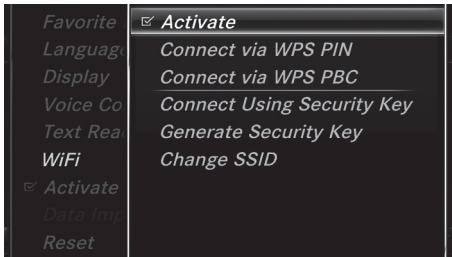 Favorite
Language
Display
Voice Co
Text Rea
WiFi
Activate
Data Imp
Reset
Activate
Connect via WPS PIN
Connect via WPS PBC
Connect Using Security Key
Generate Security Key
Change SSID